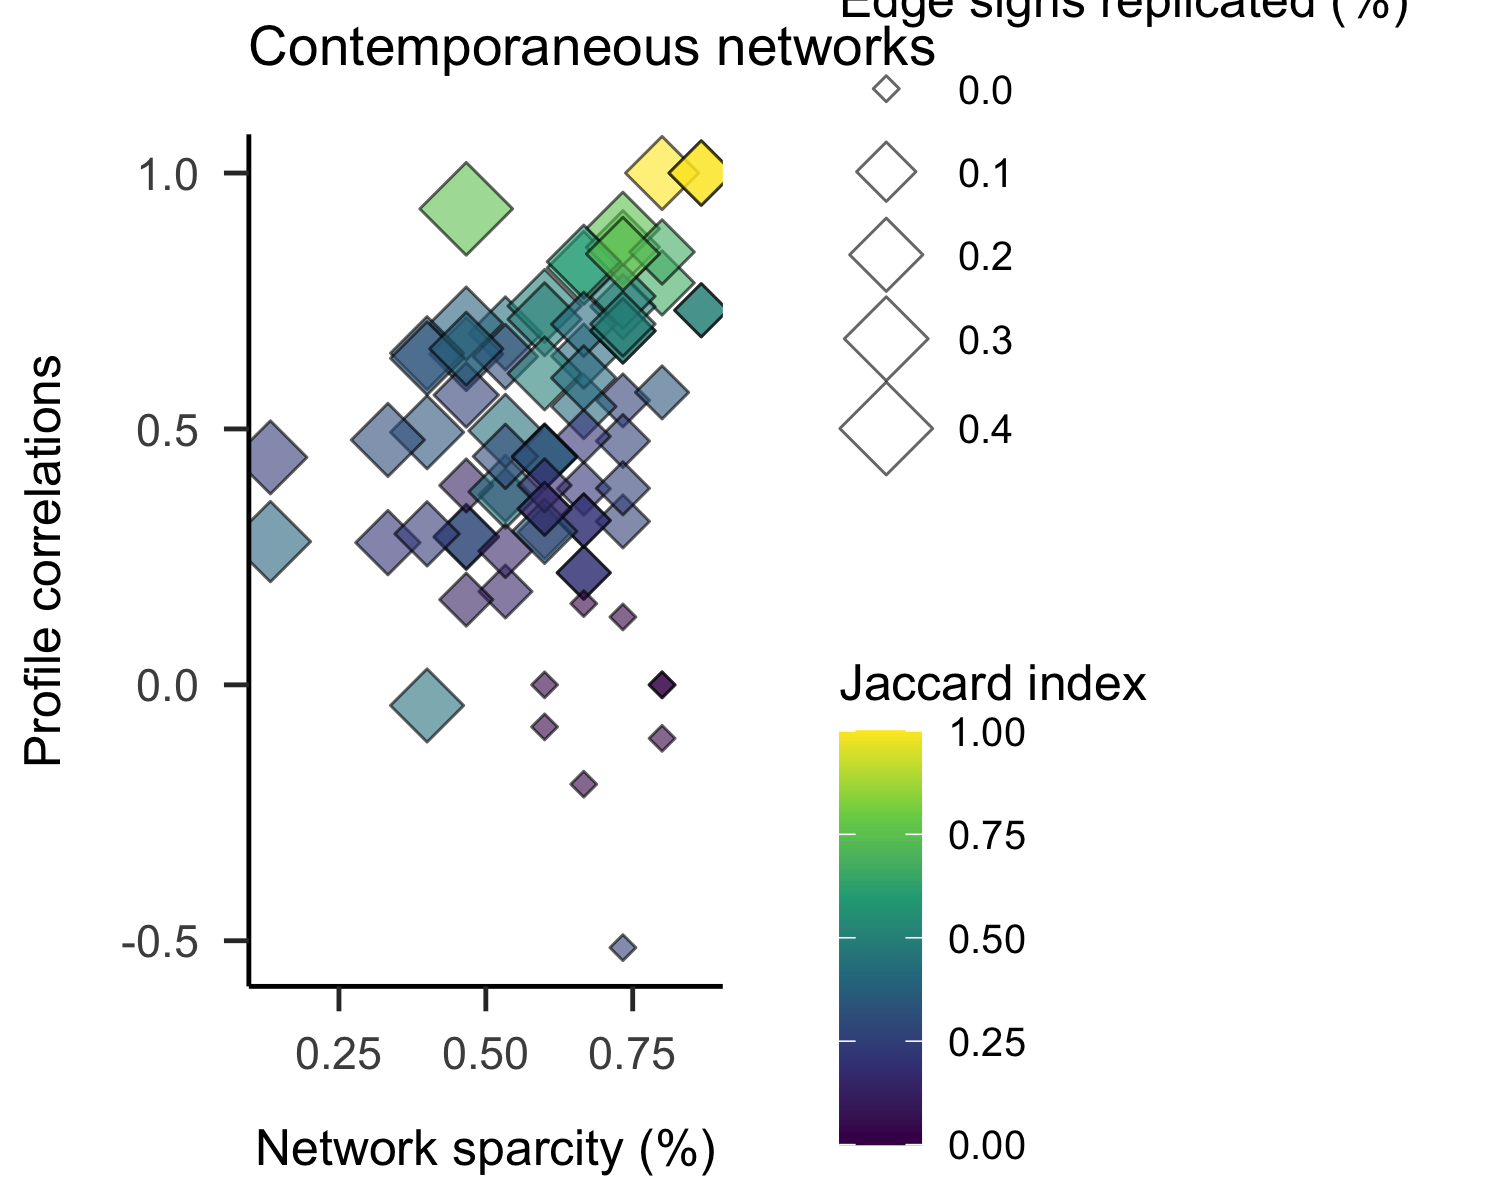 Edge signs replicated (%)
Contemporaneous networks
0.0
0.1
0.2
0.3
0.4
1.0
0.5
0.0
-0.5
Profile correlations
0.25 0.50 0.75
Network sparcity (%)
Jaccard index
1.00
0.75
0.50
0.25
0.00